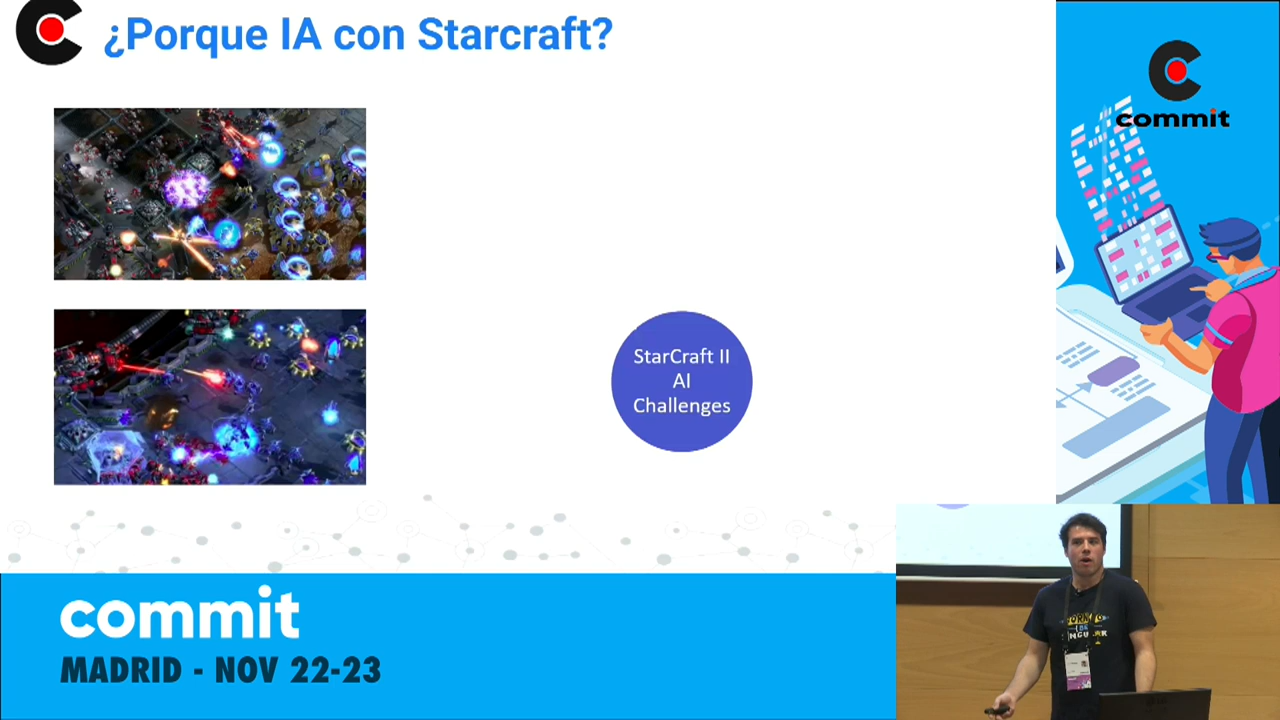 ¿Porque IA con Starcraft?
commit
StarCraft II
AI
Challenges
commit
MADRID - NOV 22-23